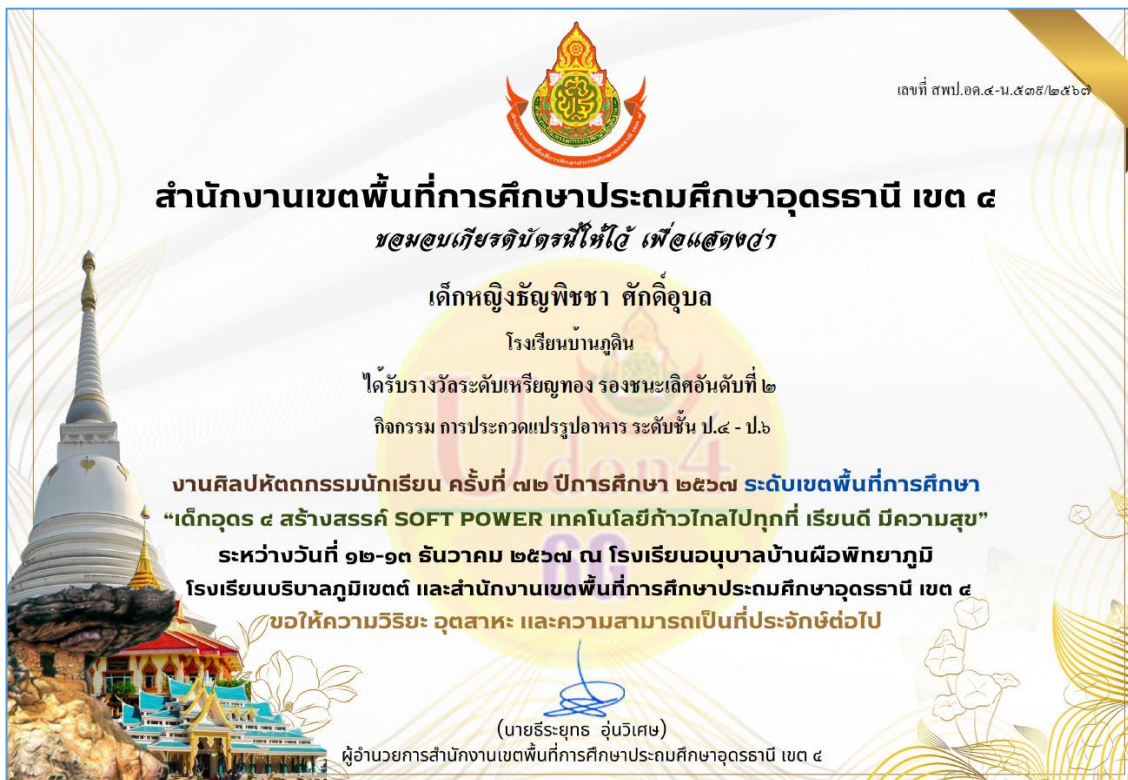 เลขที่ สพป.อด.๔-น.๕๓๙/๒๕๖๗
สำนักงานเขตพื้นที่การศึกษาประถมศึกษาอุดรธานี เขต ๔
ขอมอบเกียรติบัตรนี้ให้ไว้ เพื่อแสดงว่า
เด็กหญิงธัญพิชชา ศักดิ์อุบล
โรงเรียนบ้านภูดิน
ได้รับรางวัลระดับเหรียญทอง รองชนะเลิศอันดับที่ ๒
กิจกรรม การประกวดแปรรูปอาหาร ระดับชั้น ป.๔ - ป.๖
Udon4
6G
งานศิลปหัตถกรรมนักเรียน ครั้งที่ ๗๒ ปีการศึกษา ๒๕๖๗ ระดับเขตพื้นที่การศึกษา
“เด็กอุดร ๔ สร้างสรรค์ SOFT POWER เทคโนโลยีก้าวไกลไปทุกที่ เรียนดี มีความสุข”
ระหว่างวันที่ ๑๒-๑๓ ธันวาคม ๒๕๖๗ ณ โรงเรียนอนุบาลบ้านผือพิทยาภูมิ
โรงเรียนบริบาลภูมิเขตต์ และสำนักงานเขตพื้นที่การศึกษาประถมศึกษาอุดรธานี เขต ๔
ขอให้ความวิริยะ อุตสาหะ และความสามารถเป็นที่ประจักษ์ต่อไป
(นายธีระยุทธ อุ่นวิเศษ)
ผู้อำนวยการสำนักงานเขตพื้นที่การศึกษาประถมศึกษาอุดรธานี เขต ๔